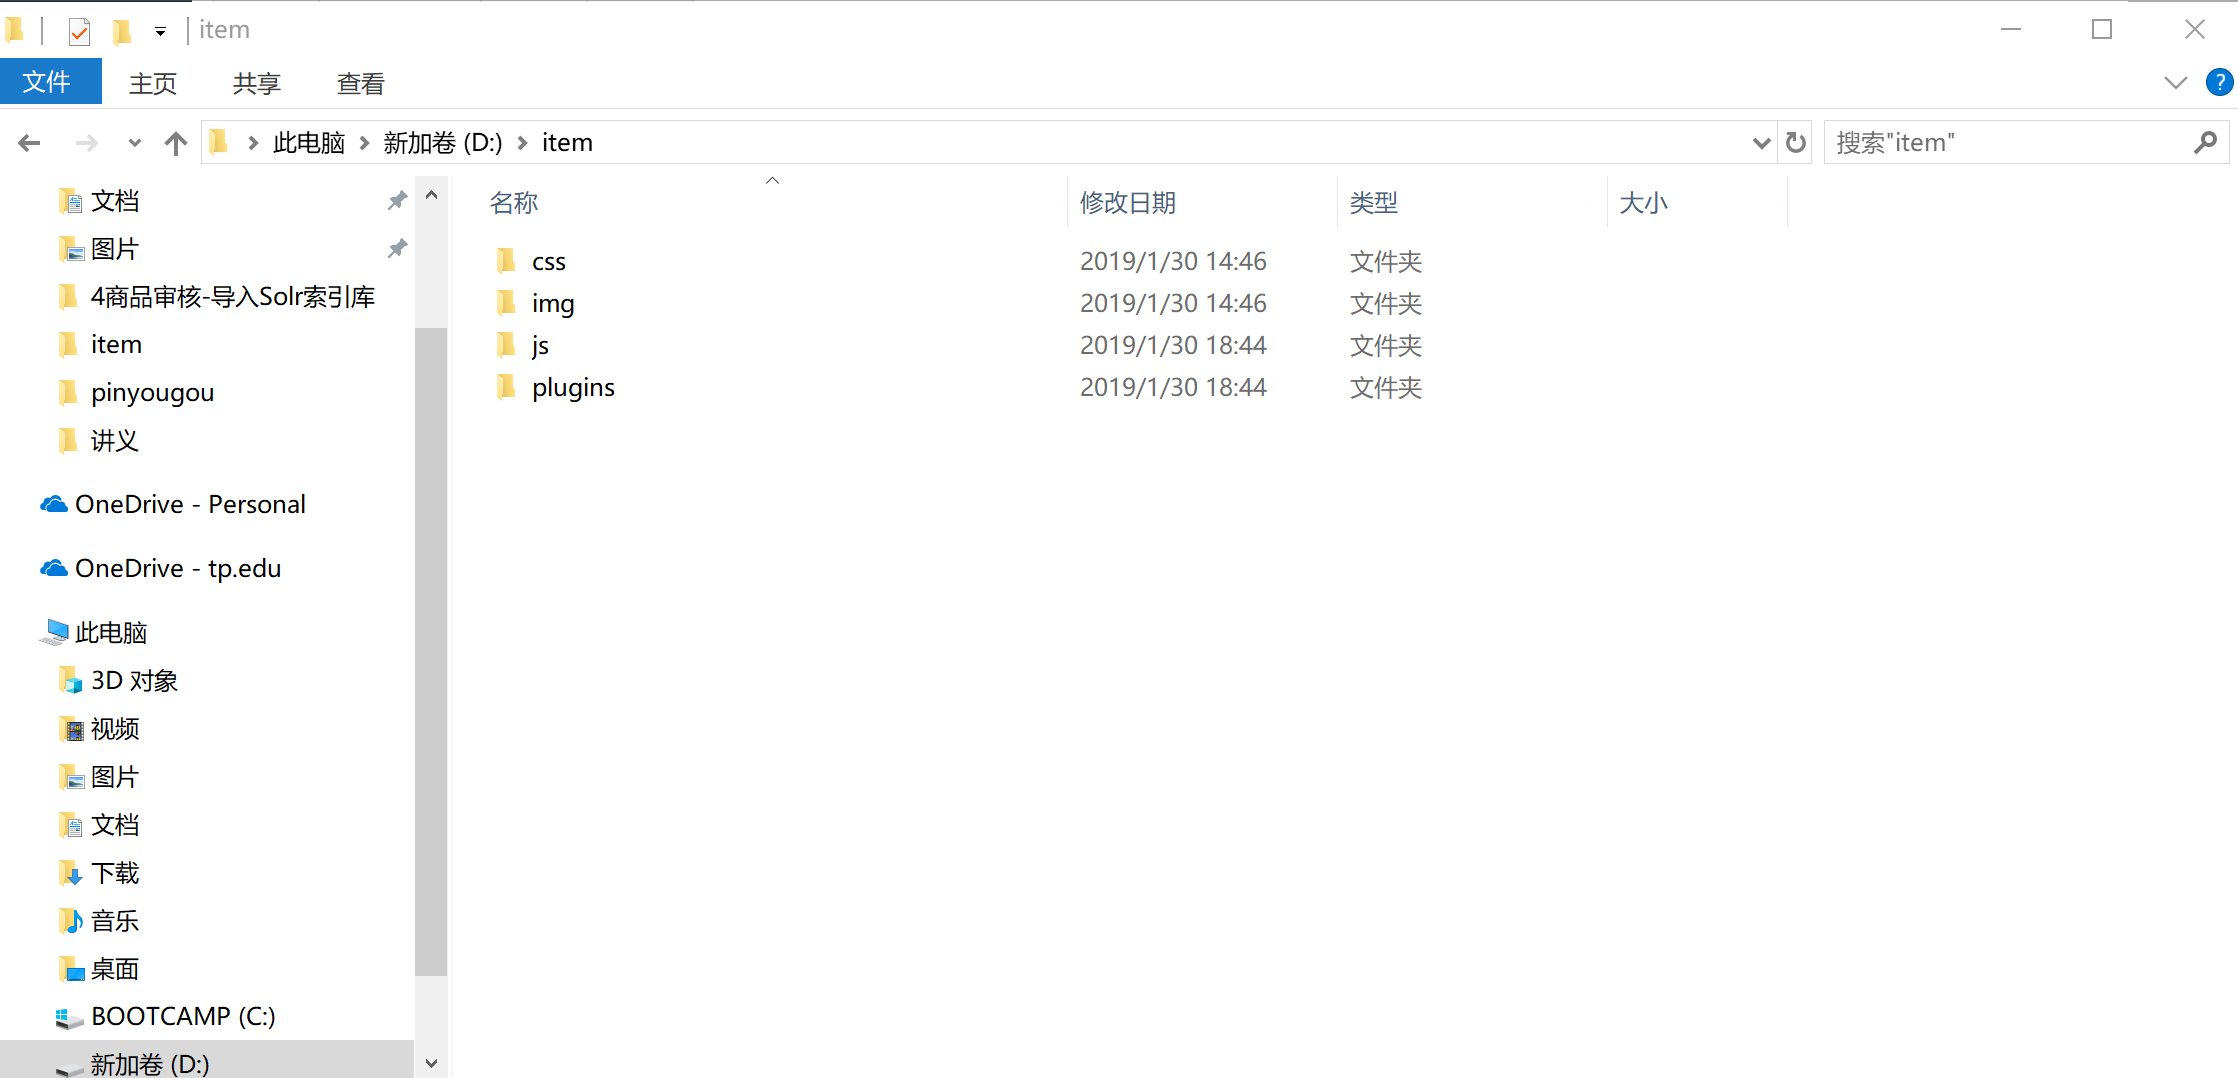 item
文件 主页 共享 查看
此电脑 新加卷 (D:) item 搜索"item"
名称 修改日期 类型 大小
css 2019/1/30 14:46 文件夹
img 2019/1/30 14:46 文件夹
js 2019/1/30 18:44 文件夹
plugins 2019/1/30 18:44 文件夹
文档
图片
4商品审核-导入Solr索引库
item
pinyougou
讲义
OneDrive - Personal
OneDrive - tp.edu
此电脑
3D 对象
视频
图片
文档
下载
音乐
桌面
BOOTCAMP (C:)
新加卷 (D:)